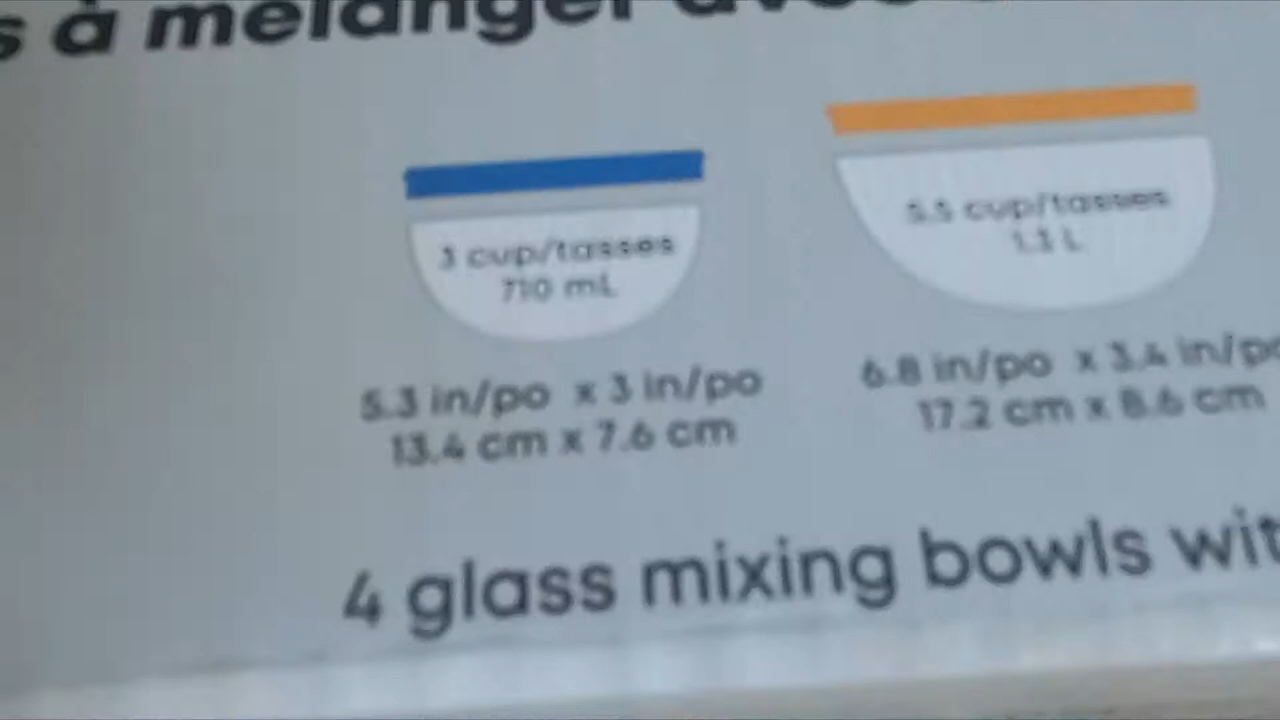 s à mélanger
3 cup/tasses
710 mL
5.3 in/po x 3 in/po
13.4 cm x 7.6 cm
5.5 cup/tasses
1.3 L
6.8 in/po x 3.4 in/po
17.2 cm x 8.6 cm
4 glass mixing bowls wit